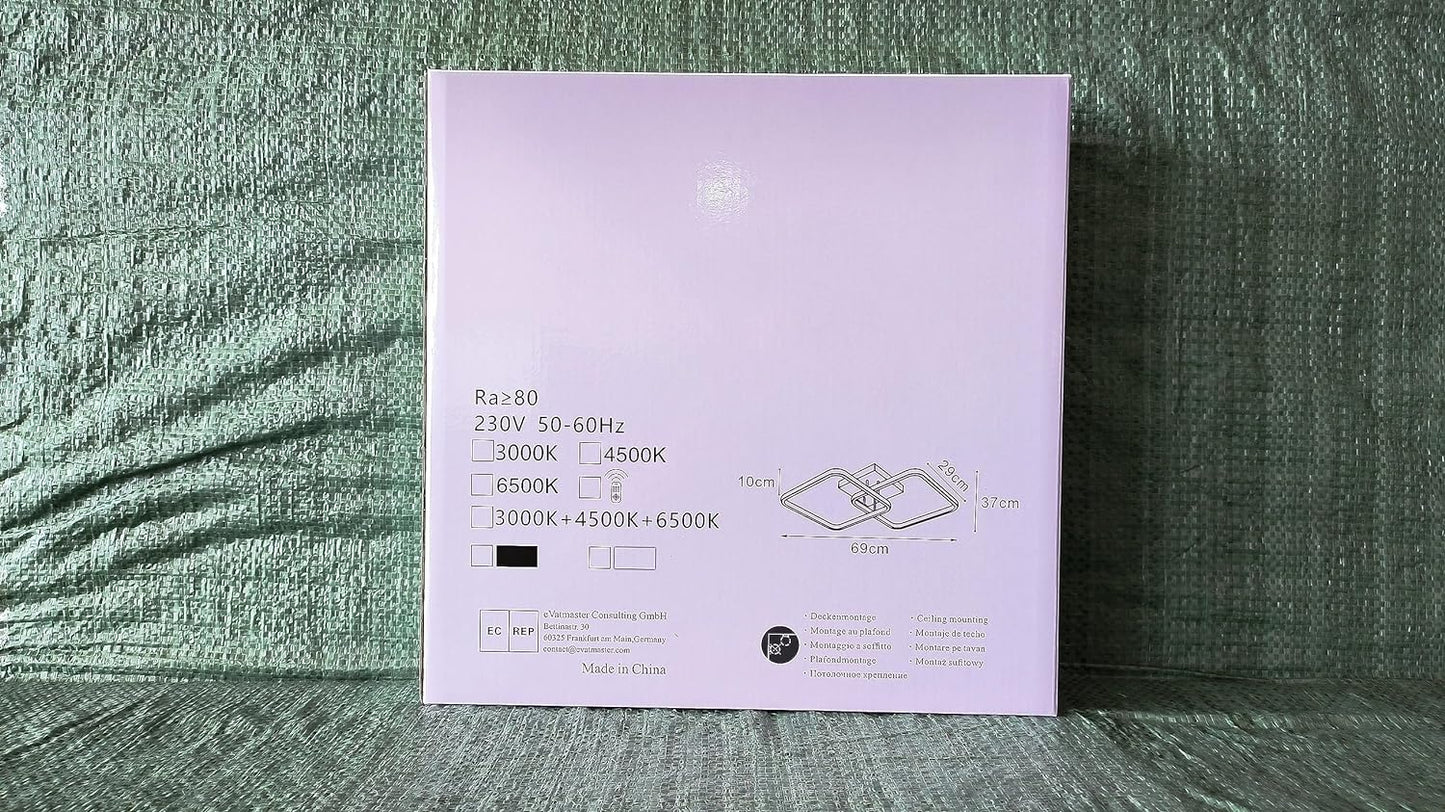 Ra≥80
230V 50-60Hz
3000K 4500K
6500K
3000K+4500K+6500K
10cm
29cm
37cm
69cm
EC REP
eVatmaster Consulting GmbH
Bettinastr. 30
60325 Frankfurt am Main,Germany
contact@evatmaster.com
Made in China
· Deckenmontage
· Montage au plafond
· Montaggio a soffitto
· Plafondmontage
· Потолочное крепление
· Ceiling mounting
· Montaje de techo
· Montare pe tavan
· Montaż sufitowy